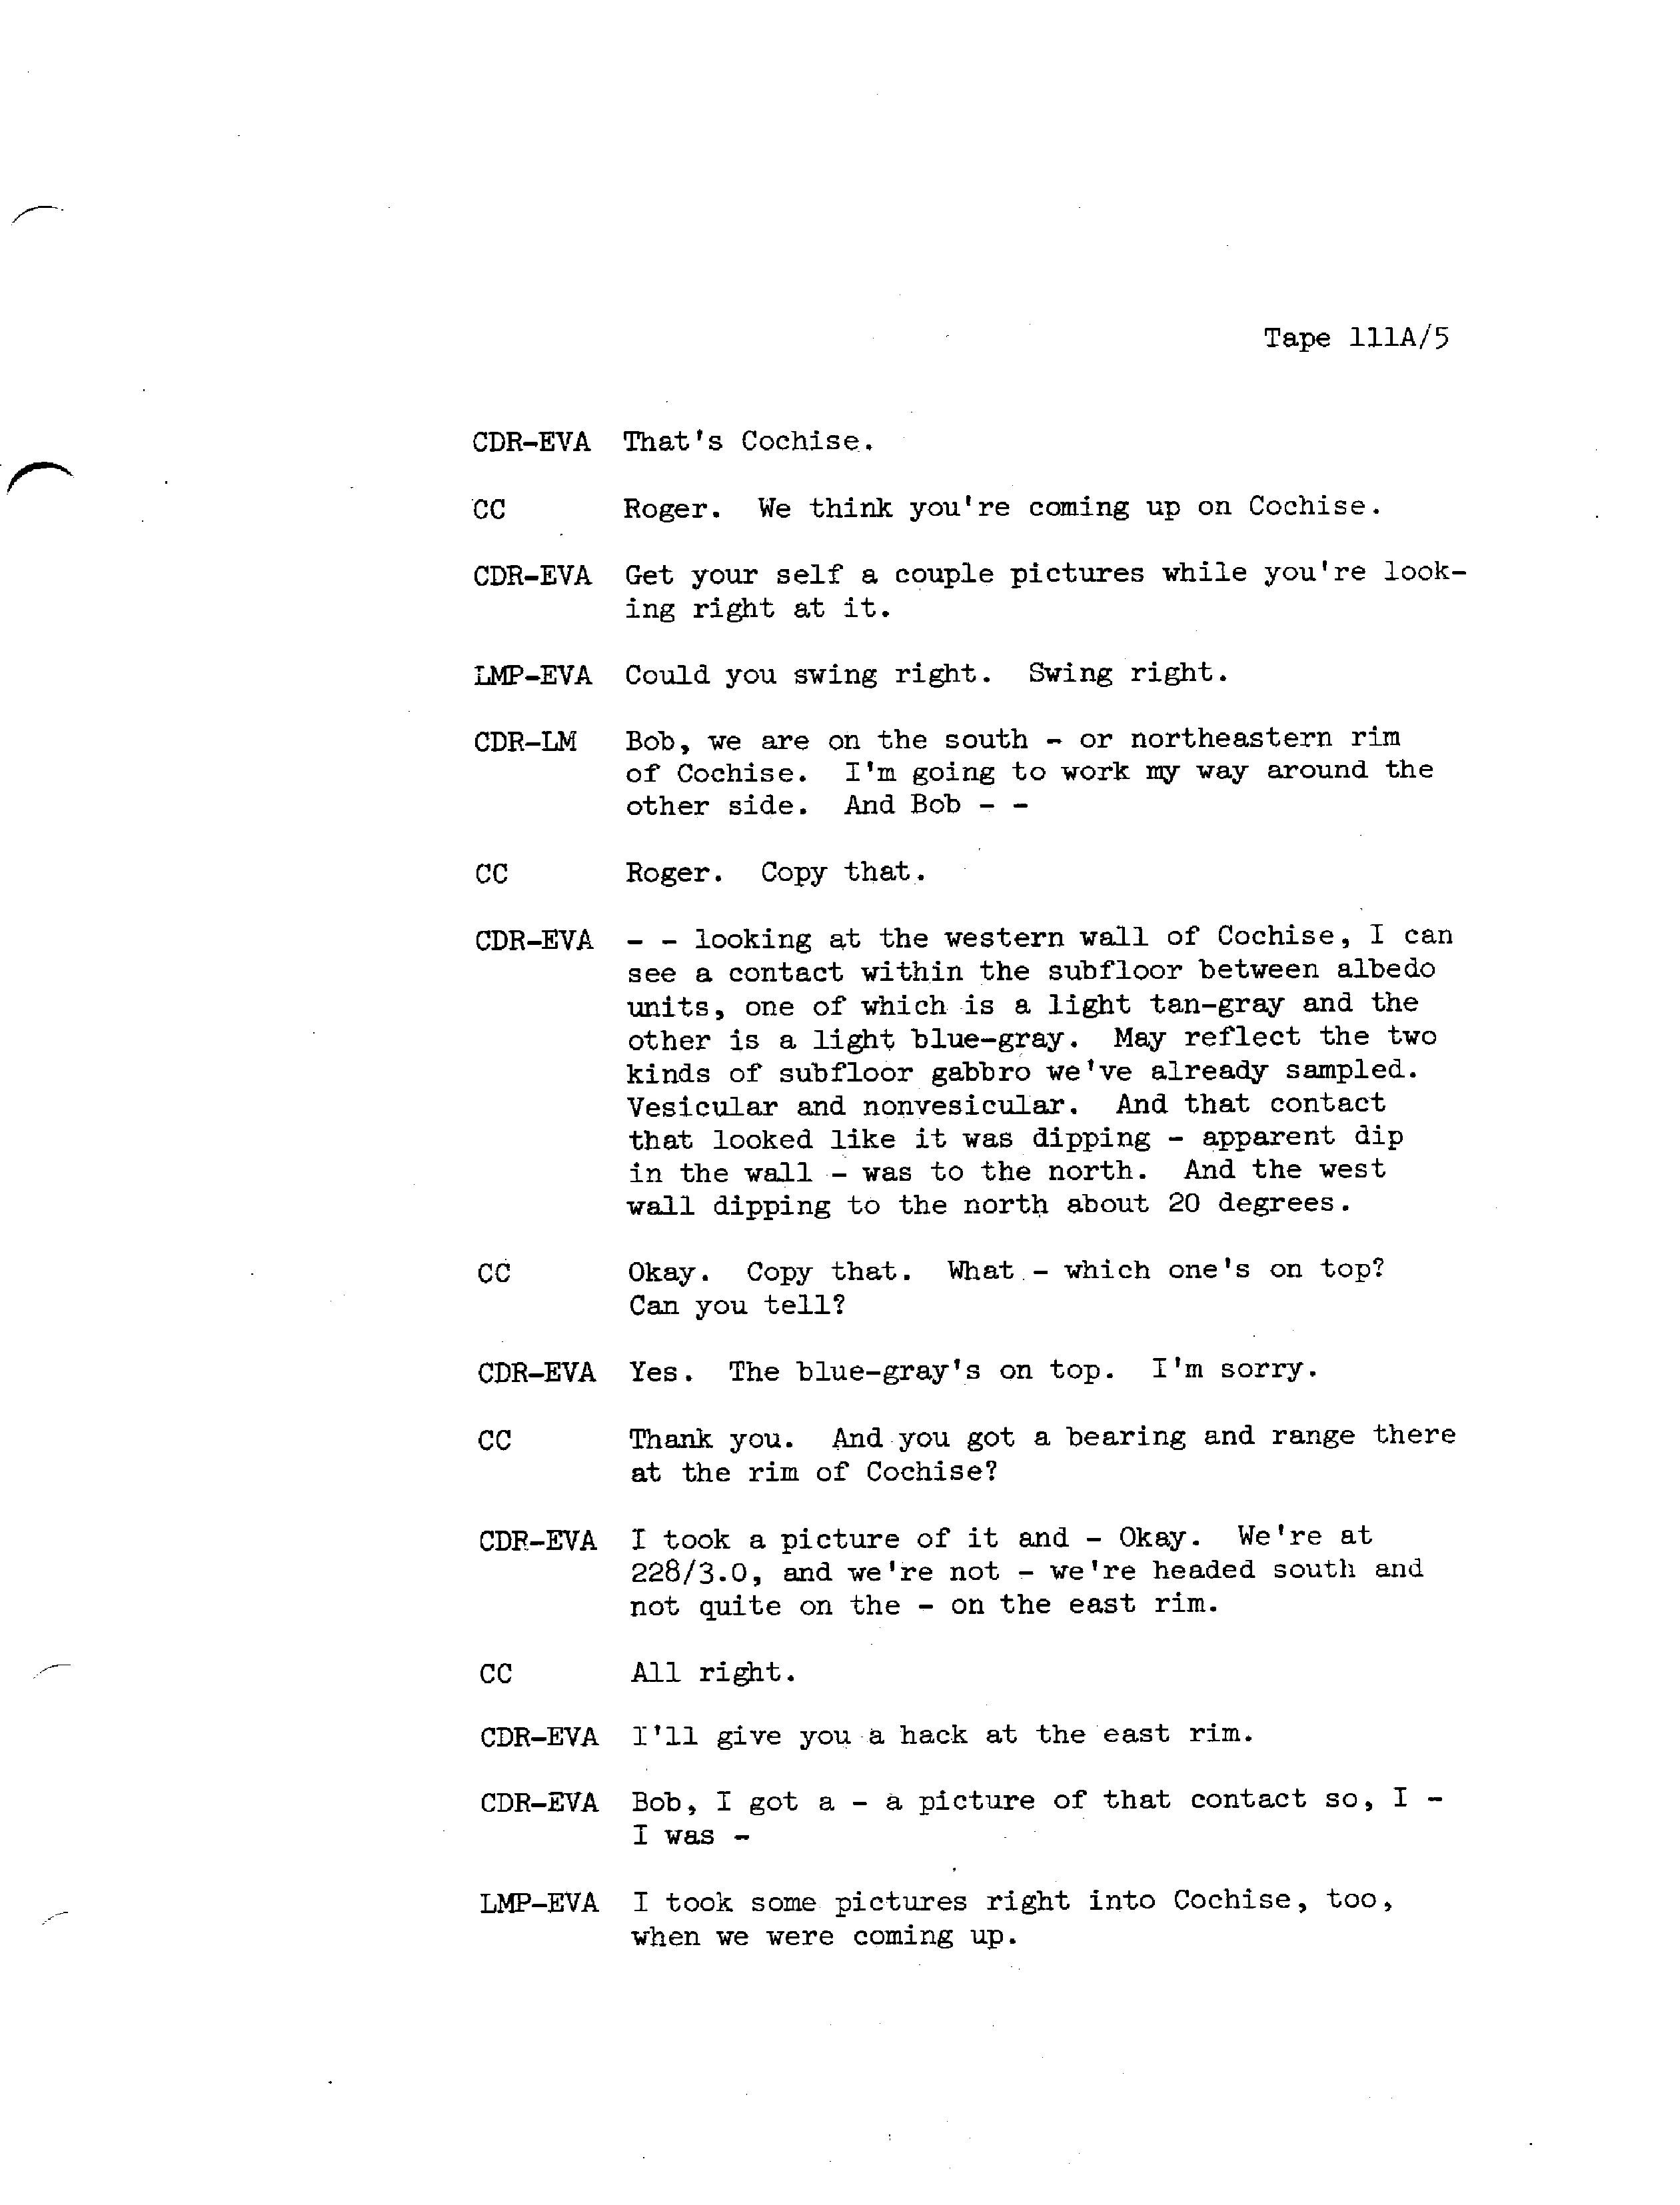 Tape 111A/5
CDR-EVA That's Cochise.
CC Roger. We think you're coming up on Cochise.
CDR-EVA Get your self a couple pictures while you're look-
ing right at it.
LMP-EVA Could you swing right. Swing right.
CDR-LM Bob, we are on the south - or northeastern rim
of Cochise. I'm going to work my way around the
other side. And Bob - -
CC Roger. Copy that.
CDR-EVA - - looking at the western wall of Cochise, I can
see a contact within the subfloor between albedo
units, one of which is a light tan-gray and the
other is a light blue-gray. May reflect the two
kinds of subfloor gabbro we've already sampled.
Vesicular and nonvesicular. And that contact
that looked like it was dipping - apparent dip
in the wall - was to the north. And the west
wall dipping to the north about 20 degrees.
CC Okay. Copy that. What - which one's on top?
Can you tell?
CDR-EVA Yes. The blue-gray's on top. I'm sorry.
CC Thank you. And you got a bearing and range there
at the rim of Cochise?
CDR-EVA I took a picture of it and - Okay. We're at
228/3.0, and we're not - we're headed south and
not quite on the - on the east rim.
CC All right.
CDR-EVA I'll give you a hack at the east rim.
CDR-EVA Bob, I got a - a picture of that contact so, I -
I was -
LMP-EVA I took some pictures right into Cochise, too,
when we were coming up.